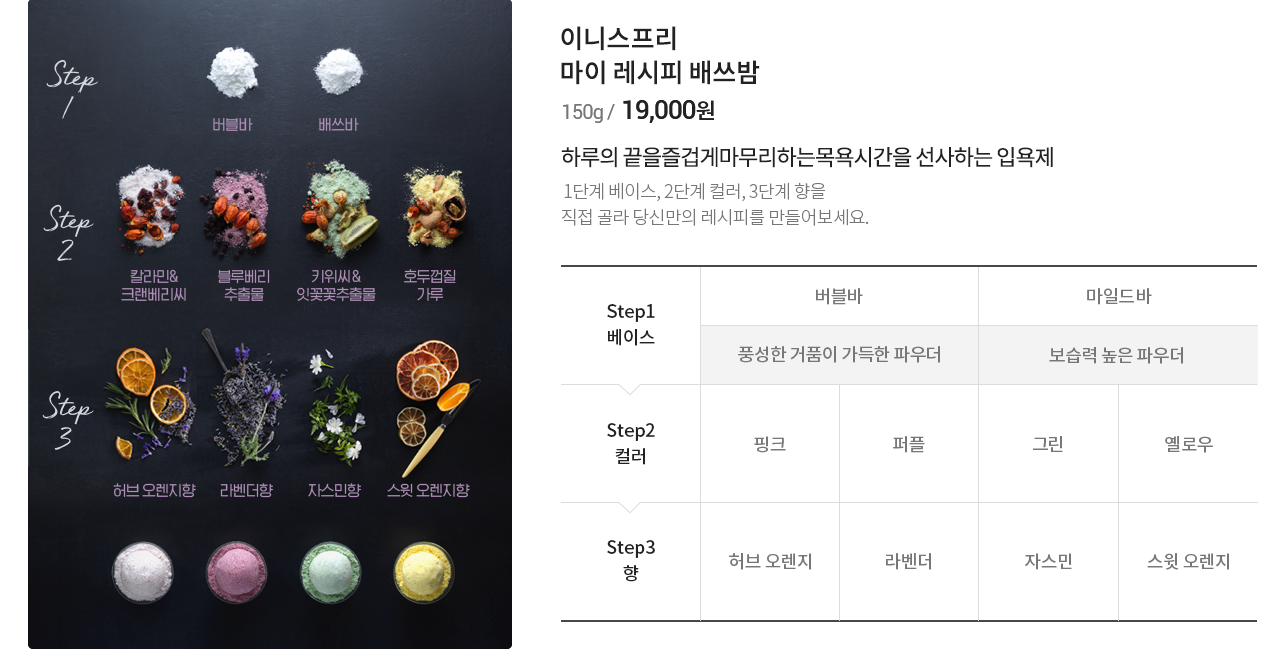 Step
1
버블바 배쓰바
Step
2
칼라민& 블루베리 키위씨& 호두껍질
크랜베리씨 추출물 잇꽃꽃추출물 가루
Step
3
허브 오렌지향 라벤더향 자스민향 스윗 오렌지향
이니스프리
마이 레시피 배쓰밤
150g / 19,000원
하루의 끝을즐겁게마무리하는목욕시간을 선사하는 입욕제
1단계 베이스, 2단계 컬러, 3단계 향을
직접 골라 당신만의 레시피를 만들어보세요.
Step1
베이스
버블바 마일드바
풍성한 거품이 가득한 파우더 보습력 높은 파우더
Step2
컬러
핑크 퍼플 그린 옐로우
Step3
향
허브 오렌지 라벤더 자스민 스윗 오렌지